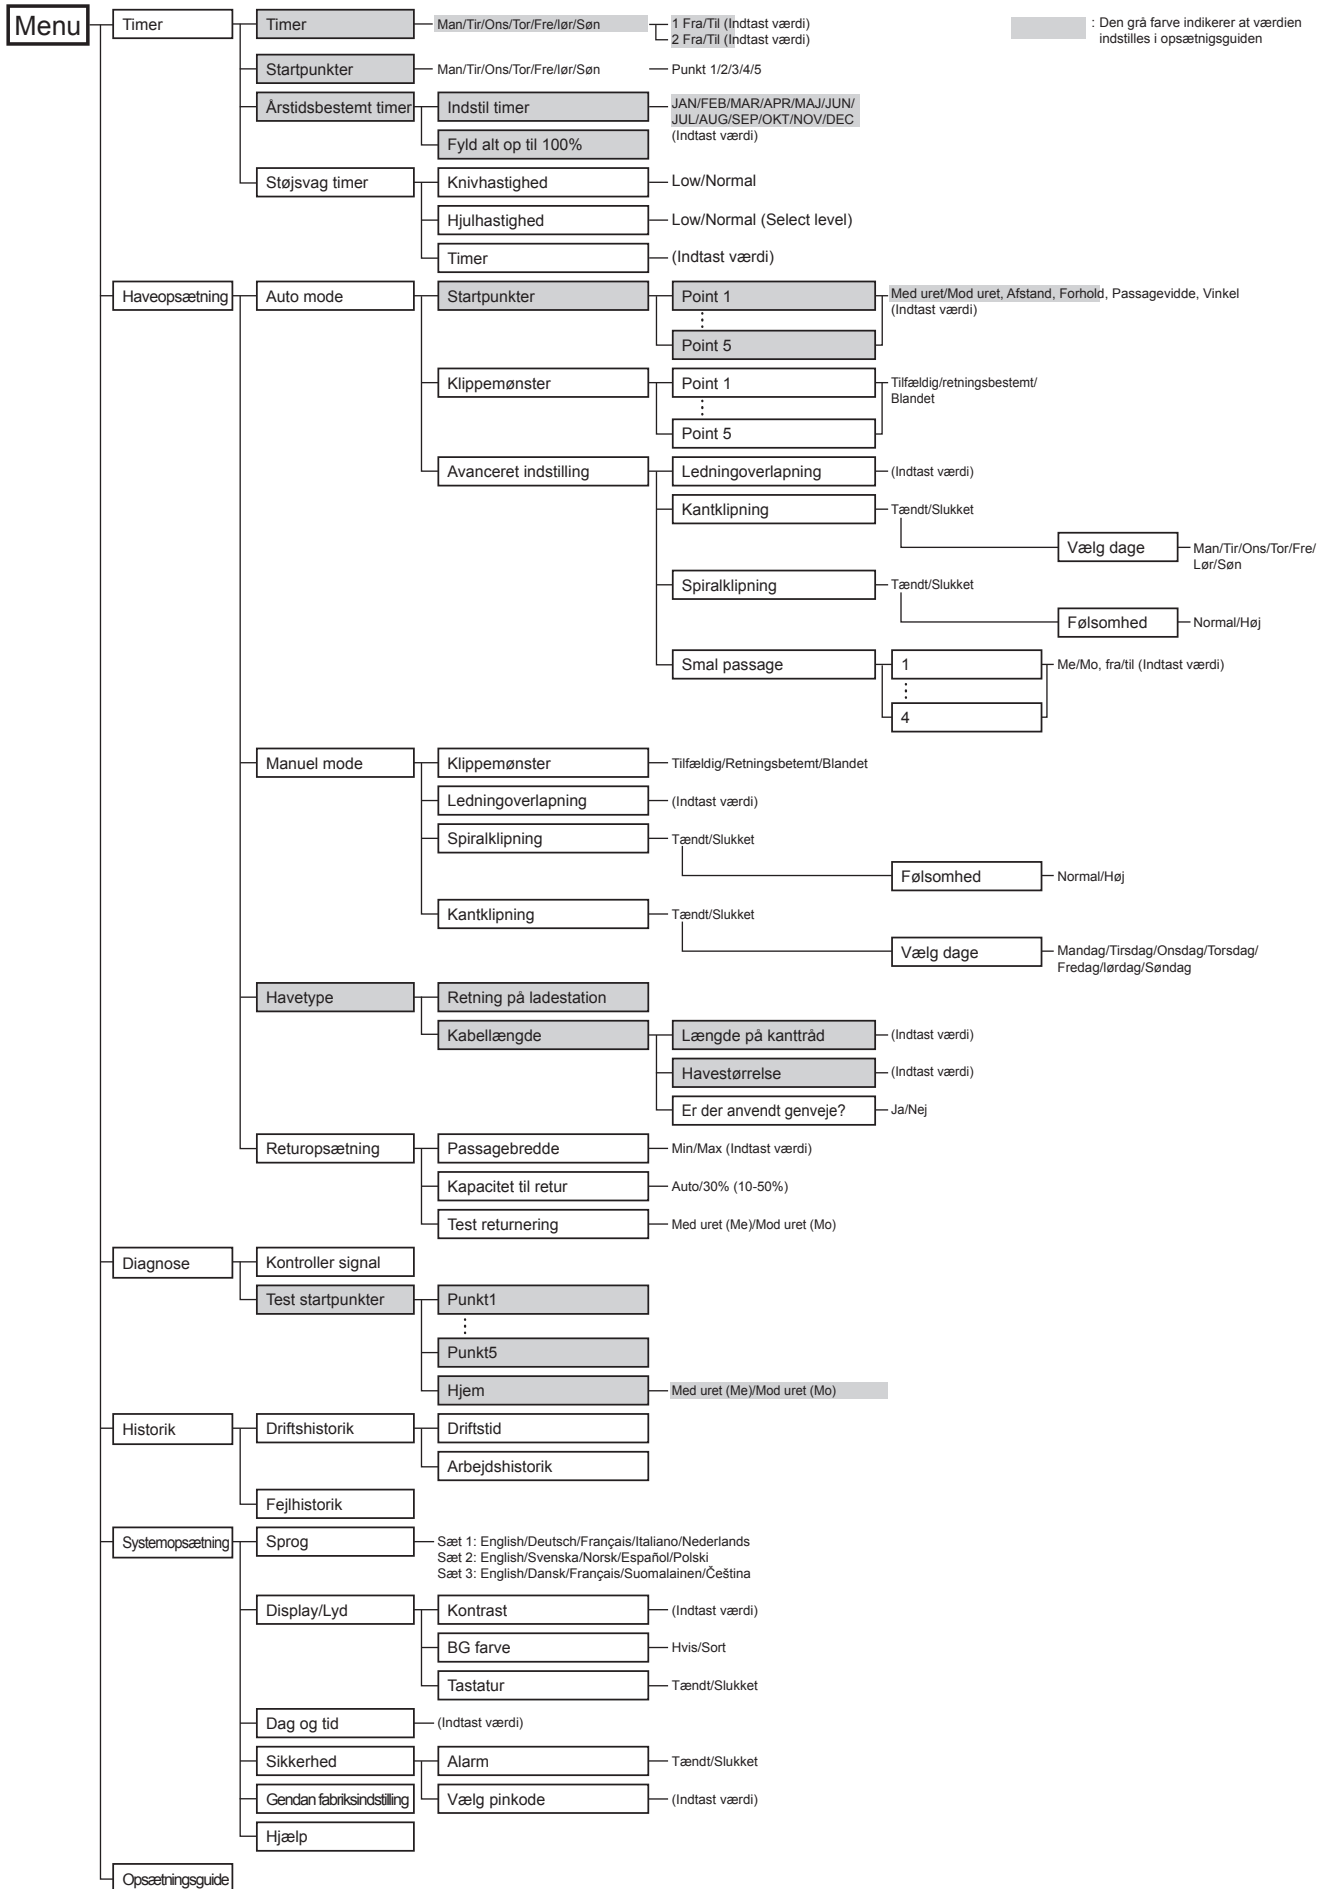 Menu
Timer
Timer
Man/Tir/Ons/Tor/Fre/lør/Søn
1 Fra/Til (Indtast værdi)
2 Fra/Til (Indtast værdi)
: Den grå farve indikerer at værdien
indstilles i opsætnigsguiden
Startpunkter
Man/Tir/Ons/Tor/Fre/lør/Søn
Punkt 1/2/3/4/5
Årstidsbestemt timer
Indstil timer
JAN/FEB/MAR/APR/MAJ/JUN/
JUL/AUG/SEP/OKT/NOV/DEC
(Indtast værdi)
Fyld alt op til 100%
Støjsvag timer
Knivhastighed
Low/Normal
Hjulhastighed
Low/Normal (Select level)
Timer
(Indtast værdi)
Haveopsætning
Auto mode
Startpunkter
Point 1
Med uret/Mod uret, Afstand, Forhold, Passagevidde, Vinkel
(Indtast værdi)
Point 5
Klippemønster
Point 1
Tilfældig/retningsbestemt/
Blandet
Point 5
Avanceret indstilling
Ledningoverlapning
(Indtast værdi)
Kantklipning
Tændt/Slukket
Vælg dage
Man/Tir/Ons/Tor/Fre/
Lør/Søn
Spiralklipning
Tændt/Slukket
Følsomhed
Normal/Høj
Smal passage
1
Me/Mo, fra/til (Indtast værdi)
4
Manuel mode
Klippemønster
Tilfældig/Retningsbetemt/Blandet
Ledningoverlapning
(Indtast værdi)
Spiralklipning
Tændt/Slukket
Følsomhed
Normal/Høj
Kantklipning
Tændt/Slukket
Vælg dage
Mandag/Tirsdag/Onsdag/Torsdag/
Fredag/lørdag/Søndag
Havetype
Retning på ladestation
Kabellængde
Længde på kanttråd
(Indtast værdi)
Havestørrelse
(Indtast værdi)
Er der anvendt genveje?
Ja/Nej
Returopsætning
Passagebredde
Min/Max (Indtast værdi)
Kapacitet til retur
Auto/30% (10-50%)
Test returnering
Med uret (Me)/Mod uret (Mo)
Diagnose
Kontroller signal
Test startpunkter
Punkt1
Punkt5
Hjem
Med uret (Me)/Mod uret (Mo)
Historik
Driftshistorik
Driftstid
Arbejdshistorik
Fejlhistorik
Systemopsætning
Sprog
Sæt 1: English/Deutsch/Français/Italiano/Nederlands
Sæt 2: English/Svenska/Norsk/Español/Polski
Sæt 3: English/Dansk/Français/Suomalainen/Čeština
Display/Lyd
Kontrast
(Indtast værdi)
BG farve
Hvis/Sort
Tastatur
Tændt/Slukket
Dag og tid
(Indtast værdi)
Sikkerhed
Alarm
Tændt/Slukket
Gendan fabriksindstilling
Vælg pinkode
(Indtast værdi)
Hjælp
Opsætningsguide